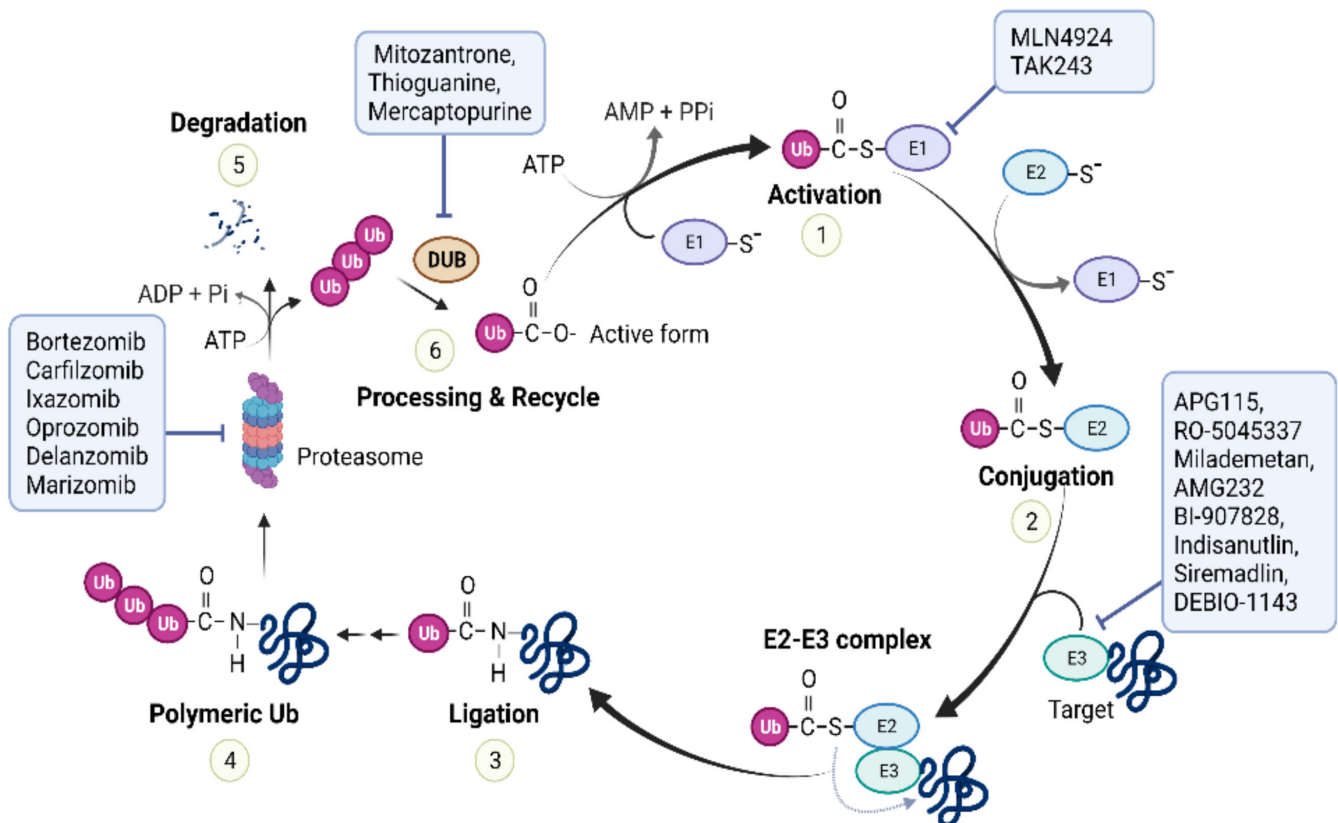 Mitozantrone,
Thioguanine,
Mercaptopurine
MLN4924
TAK243
Degradation
5
AMP + PPi
ATP
O
Ub C S E1
Activation
1
E2 S-
E1 S-
E1 S-
Ub
Ub
Ub
DUB
ADP + Pi
ATP
6
O
Ub C O- Active form
Processing & Recycle
Bortezomib
Carfilzomib
Ixazomib
Oprozomib
Delanzomib
Marizomib
Proteasome
O
Ub C S E2
Conjugation
2
APG115,
RO-5045337
Milademetan,
AMG232
BI-907828,
Indisanutlin,
Siremadlin,
DEBIO-1143
E3
Target
E2-E3 complex
O
Ub C S E2
E3
O
Ub C N
H
Ligation
3
Ub
Ub
O
Ub C N
H
Polymeric Ub
4